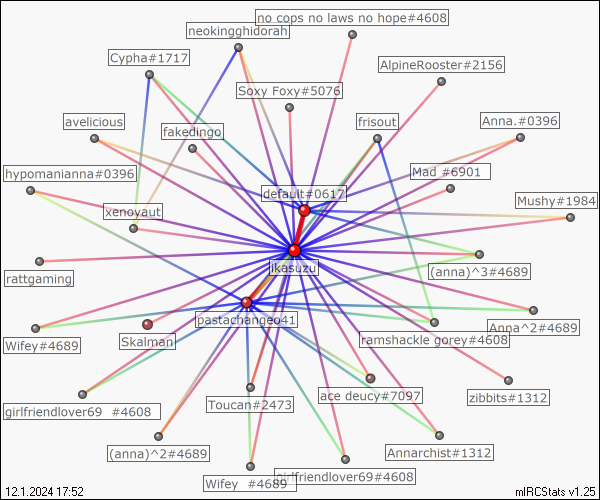 no cops no laws no hope#4608
neokingghidorah
Cypha#1717
AlpineRooster#2156
Soxy Foxy#5076
avelicious
fakedingo
frisout
Anna.#0396
hypomanianna#0396
Mad #6901
default#0617
Mushy#1984
xenoyaut
jikasuzu
rattgaming
(anna)^3#4689
pastachangeo41
Anna^2#4689
Wifey#4689
Skalman
ramshackle gorey#4608
girlfriendlover69 #4608
Toucan#2473
ace deucy#7097
zibbits#1312
(anna)^2#4689
Annarchist#1312
Wifey #4689
girlfriendlover69#4608
12.1.2024 17:52
mIRCStats v1.25